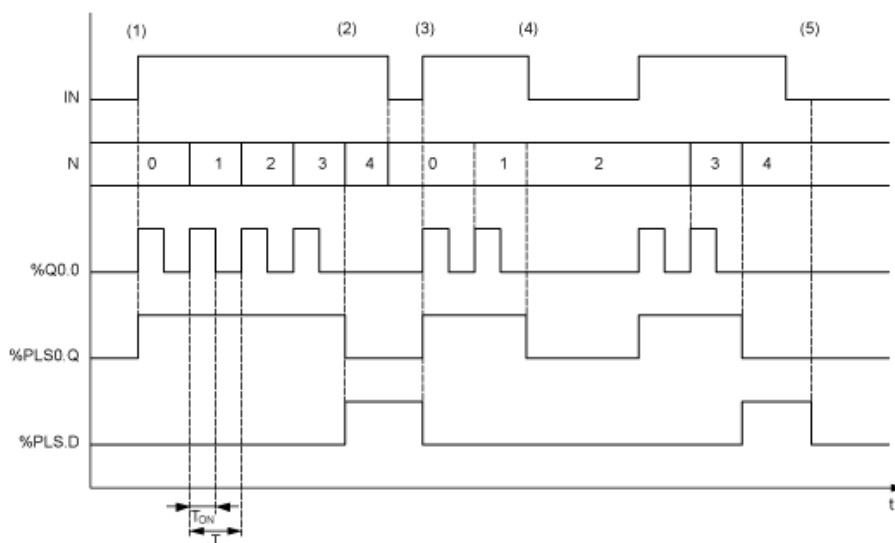 (1) (2) (3) (4) (5)
IN
N 0 1 2 3 4 0 1 2 3 4
%Q0.0
%PLS0.Q
%PLS.D
t
TON
T